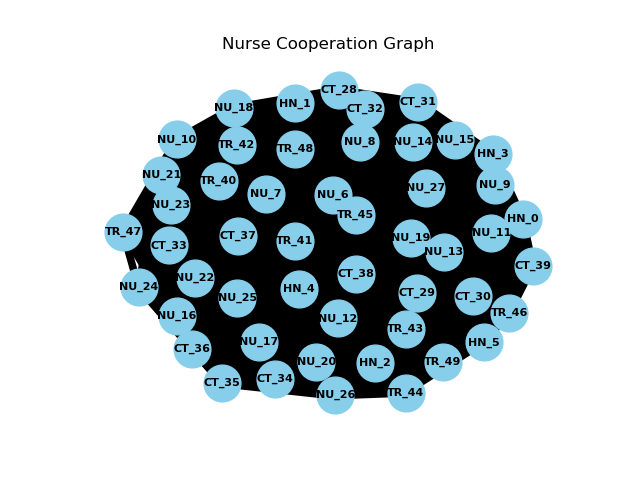 Nurse Cooperation Graph
CT_28
HN_1
CT_31
NU_18
CT_32
NU_10
TR_42
TR_48
NU_8
NU_14
NU_15
HN_3
NU_21
TR_40
NU_7
NU_6
NU_27
NU_9
NU_23
TR_45
HN_0
TR_47
CT_33
CT_37
TR_41
NU_19
NU_11
NU_13
CT_39
NU_24
NU_22
CT_38
NU_25
HN_4
CT_29
CT_30
NU_16
NU_12
TR_46
TR_43
CT_36
NU_17
HN_5
NU_20
HN_2
TR_49
CT_35
CT_34
NU_26
TR_44